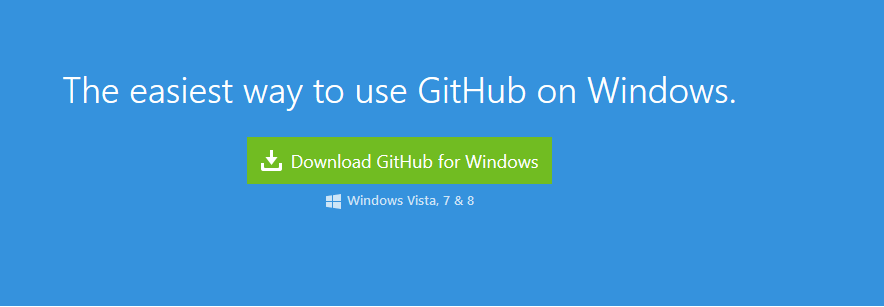 The easiest way to use GitHub on Windows.
Download GitHub for Windows
Windows Vista, 7 & 8